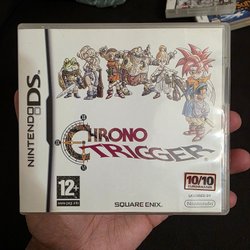 NINTENDO DS
CHRONO
TRIGGER
12+
SQUARE ENIX
10/10
Nintendo